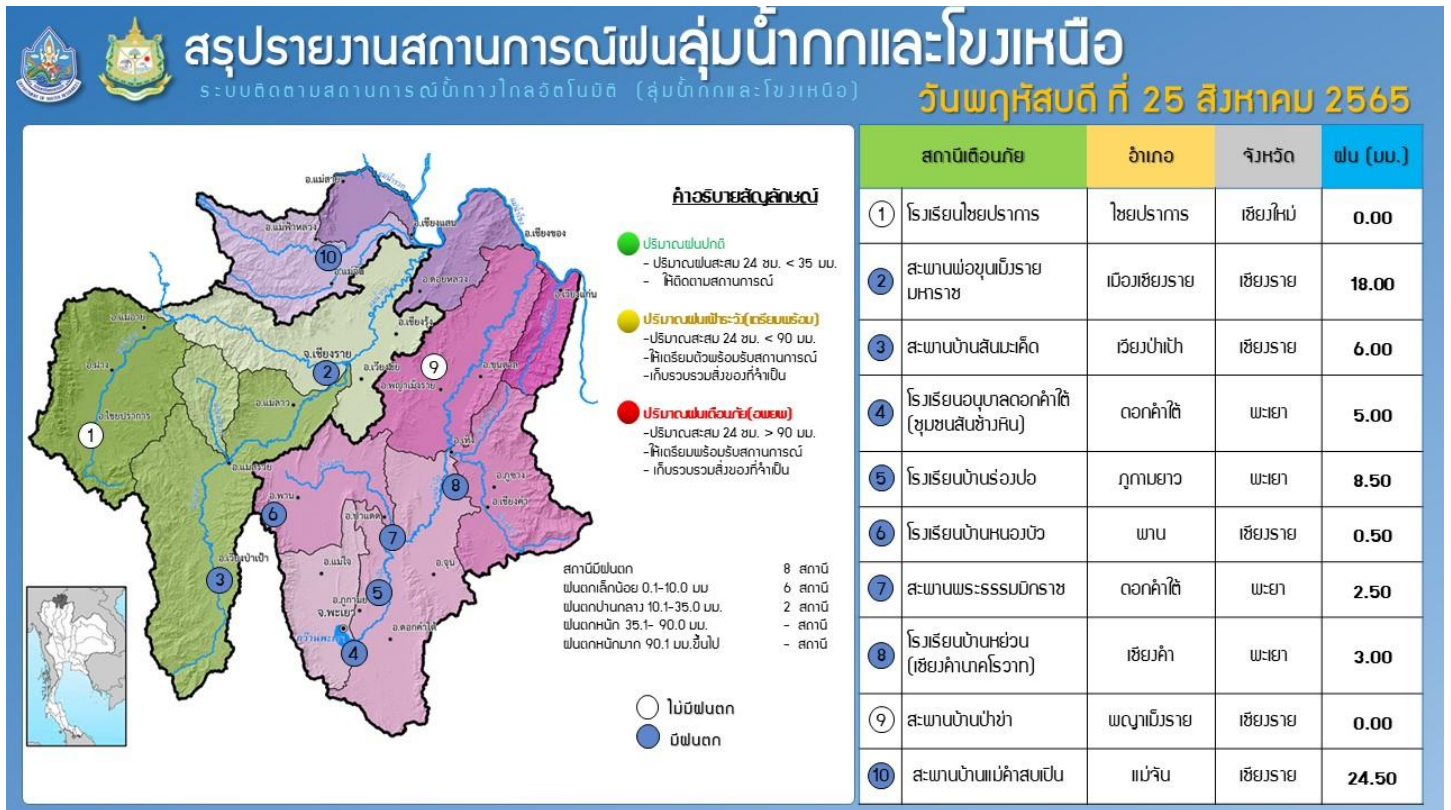 สรุปรายงานสถานการณ์ฝนลุ่มน้ำกกและโขงเหนือ
ระบบติดตามสถานการณ์น้ำทางไกลอัตโนมัติ (ลุ่มน้ำกกและโขงเหนือ)
วันพฤหัสบดี ที่ 25 สิงหาคม 2565
อ.แม่สาย
อ.แม่ฟ้าหลวง
อ.เชียงแสน
อ.เชียงของ
10
อ.แม่จัน
อ.ดอยหลวง
อ.เวียงแก่น
อ.แม่อาย
อ.เชียงรุ้ง
จ.เชียงราย
2
อ.ฝาง
9
อ.ขุนตาล
อ.พญาเม็งราย
อ.แม่ลาว
อ.ไชยปราการ
1
อ.เทิง
อ.แม่สรวย
8
อ.ภูซาง
อ.เชียงคำ
อ.พาน
6
อ.ป่าแดด
7
อ.เวียงป่าเป้า
3
อ.แม่ใจ
อ.จุน
5
จ.พะเยา
อ.ดอกคำใต้
4
คำอธิบายสัญลักษณ์
ปริมาณฝนปกติ
- ปริมาณฝนสะสม 24 ชม. < 35 มม.
- ให้ติดตามสถานการณ์
ปริมาณฝนเฝ้าระวัง(เตรียมพร้อม)
-ปริมาณสะสม 24 ชม. < 90 มม.
-ให้เตรียมตัวพร้อมรับสถานการณ์
-เก็บรวบรวมสิ่งของที่จำเป็น
ปริมาณฝนเตือนภัย(อพยพ)
-ปริมาณสะสม 24 ชม. > 90 มม.
-ให้เตรียมพร้อมรับสถานการณ์
- เก็บรวบรวมสิ่งของที่จำเป็น
สถานีมีฝนตก 8 สถานี
ฝนตกเล็กน้อย 0.1-10.0 มม 6 สถานี
ฝนตกปานกลาง 10.1-35.0 มม. 2 สถานี
ฝนตกหนัก 35.1- 90.0 มม. - สถานี
ฝนตกหนักมาก 90.1 มม.ขึ้นไป - สถานี
ไม่มีฝนตก
มีฝนตก
สถานีเตือนภัย อำเภอ จังหวัด ฝน (มม.)
1 โรงเรียนไชยปราการ ไชยปราการ เชียงใหม่ 0.00
2 สะพานพ่อขุนเม็งราย
มหาราช เมืองเชียงราย เชียงราย 18.00
3 สะพานบ้านสันมะเค็ด เวียงป่าเป้า เชียงราย 6.00
4 โรงเรียนอนุบาลดอกคำใต้
(ชุมชนสันช้างหิน) ดอกคำใต้ พะเยา 5.00
5 โรงเรียนบ้านร่องปอ ภูกามยาว พะเยา 8.50
6 โรงเรียนบ้านหนองบัว พาน เชียงราย 0.50
7 สะพานพระธรรมมิกราช ดอกคำใต้ พะยา 2.50
8 โรงเรียนบ้านหย่วน
(เชียงคำนาคโรวาท) เชียงคำ พะเยา 3.00
9 สะพานบ้านป่าข่า พญาเม็งราย เชียงราย 0.00
10 สะพานบ้านแม่คำสบเปิน แม่จัน เชียงราย 24.50